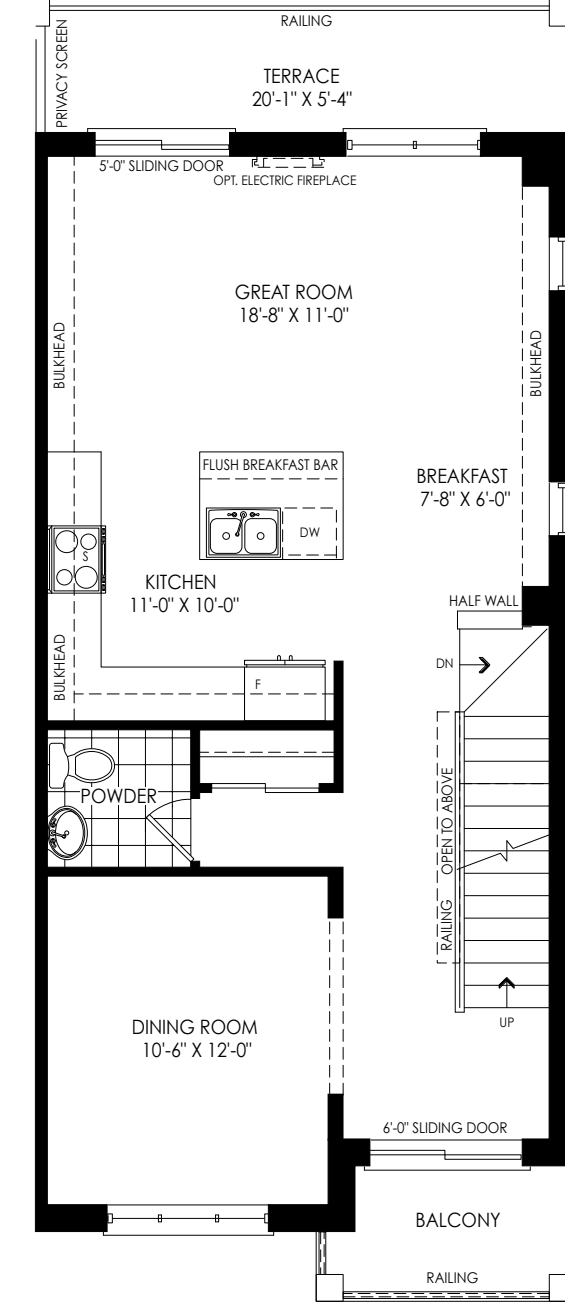 RAILING
PRIVACY SCREEN
TERRACE
20'-1" X 5'-4"
5'-0" SLIDING DOOR
OPT. ELECTRIC FIREPLACE
GREAT ROOM
18'-8" X 11'-0"
BULKHEAD
BULKHEAD
FLUSH BREAKFAST BAR
BREAKFAST
7'-8" X 6'-0"
DW
S
KITCHEN
11'-0" X 10'-0"
HALF WALL
BULKHEAD
DN
F
POWDER
OPEN TO ABOVE
RAILING
UP
DINING ROOM
10'-6" X 12'-0"
6'-0" SLIDING DOOR
BALCONY
RAILING